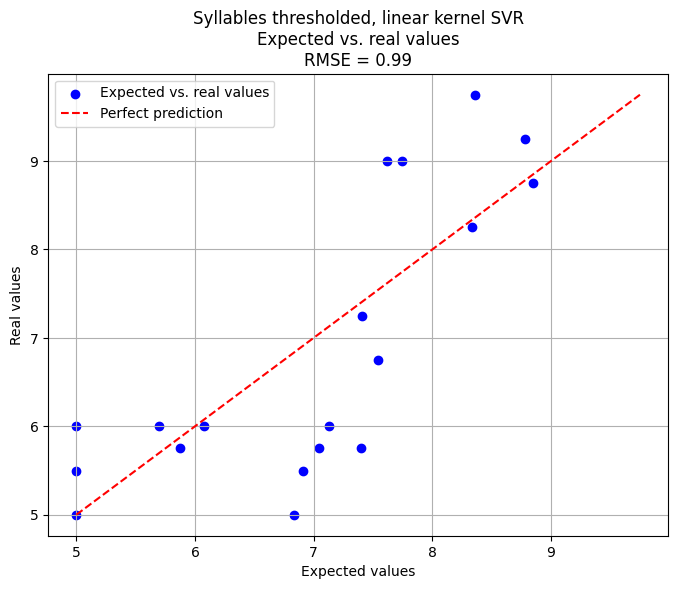 Syllables thresholded, linear kernel SVR
Expected vs. real values
RMSE = 0.99
Expected vs. real values
Perfect prediction
9
8
7
6
5
Real values
5 6 7 8 9
Expected values